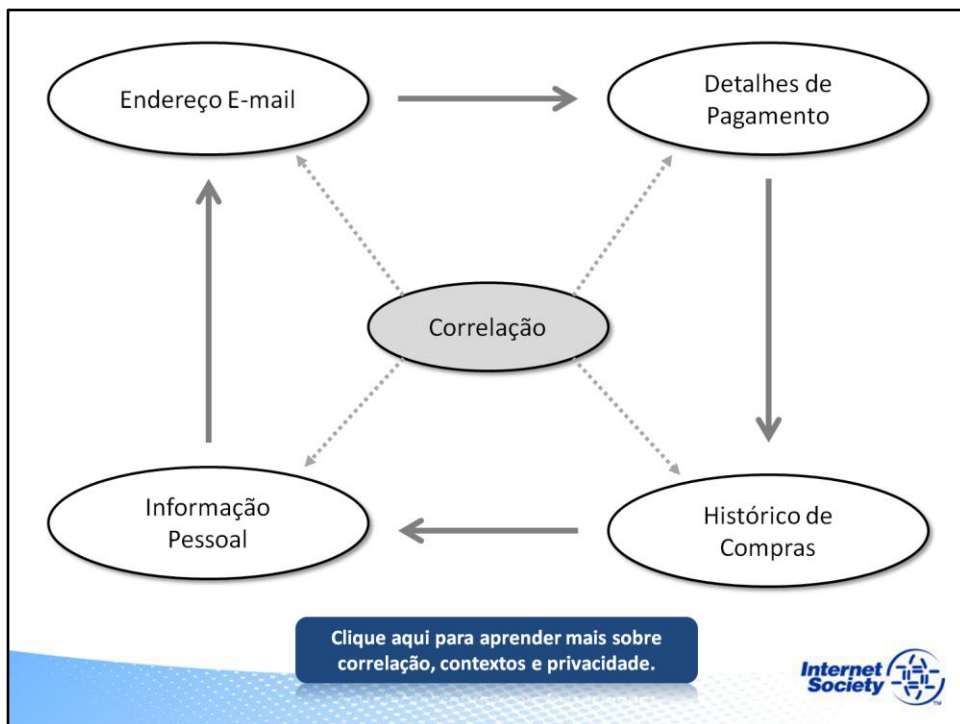 Endereço E-mail
Detalhes de
Pagamento
Correlação
Informação
Pessoal
Histórico de
Compras
Clique aqui para aprender mais sobre
correlação, contextos e privacidade.
Internet
Society
TM